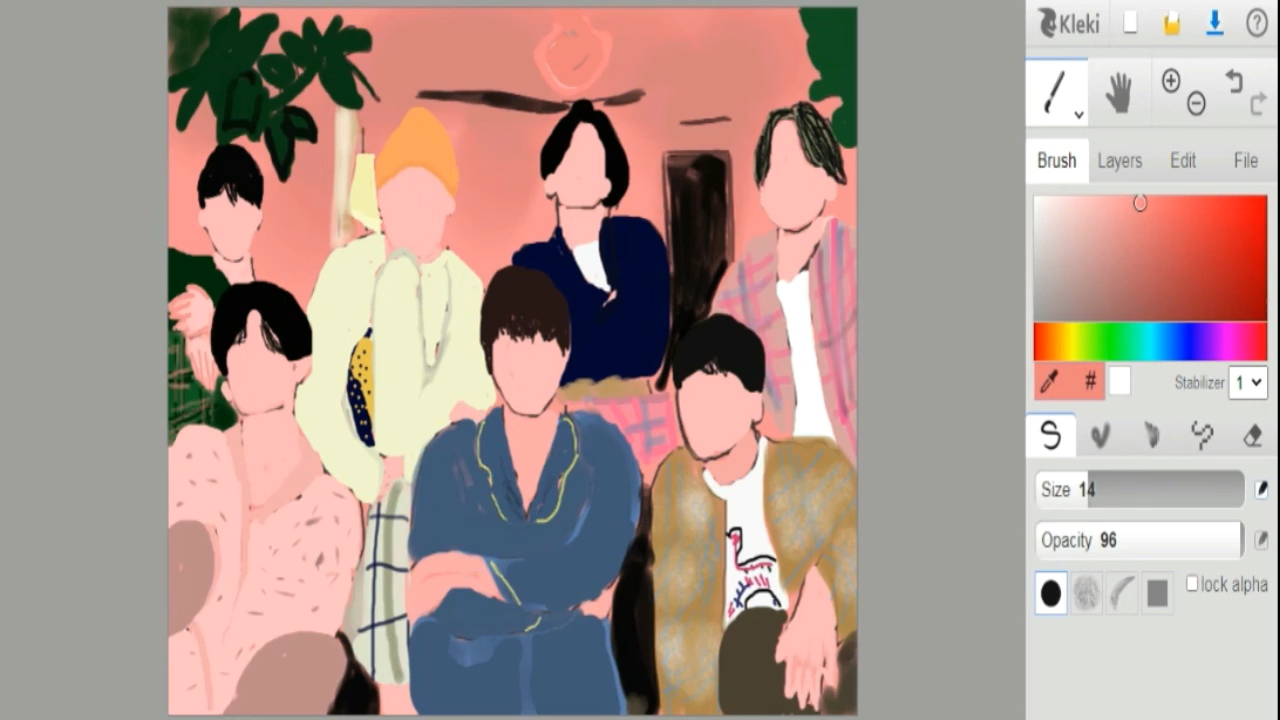 Kleki
Brush Layers Edit File
# Stabilizer 1
Size 14
Opacity 96
lock alpha